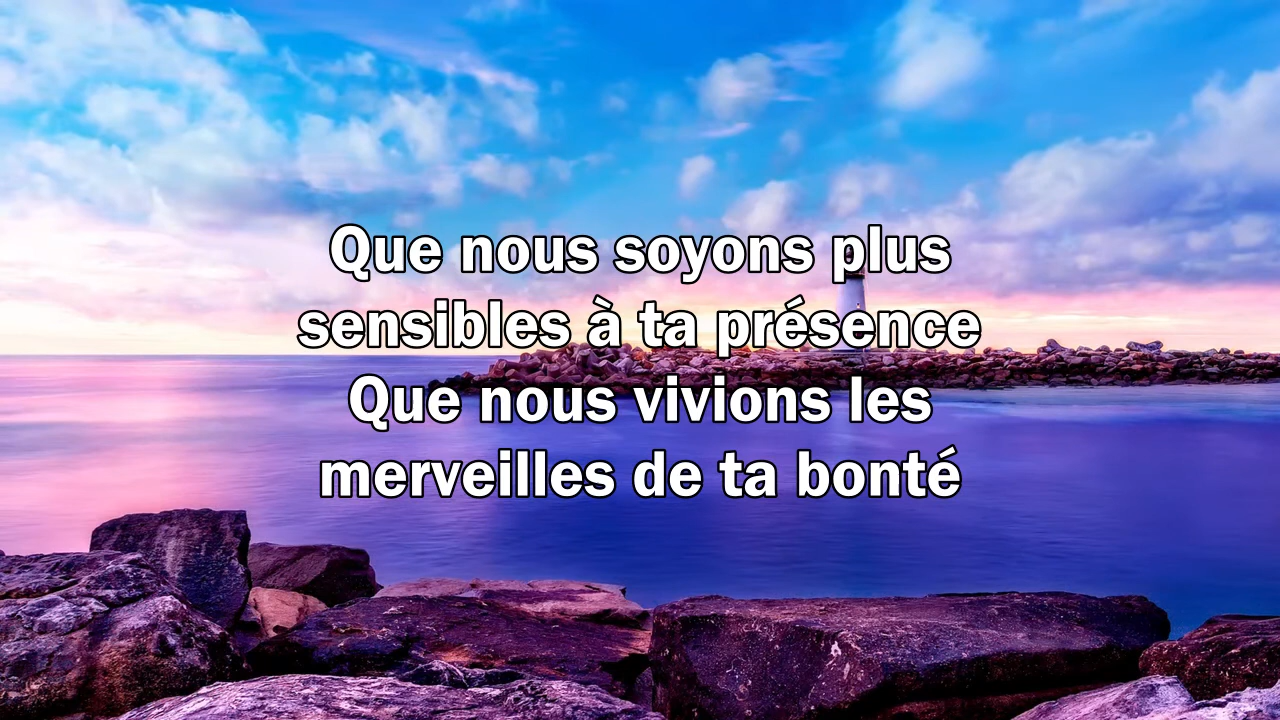 Que nous soyons plus
sensibles à ta présence
Que nous vivions les
merveilles de ta bonté